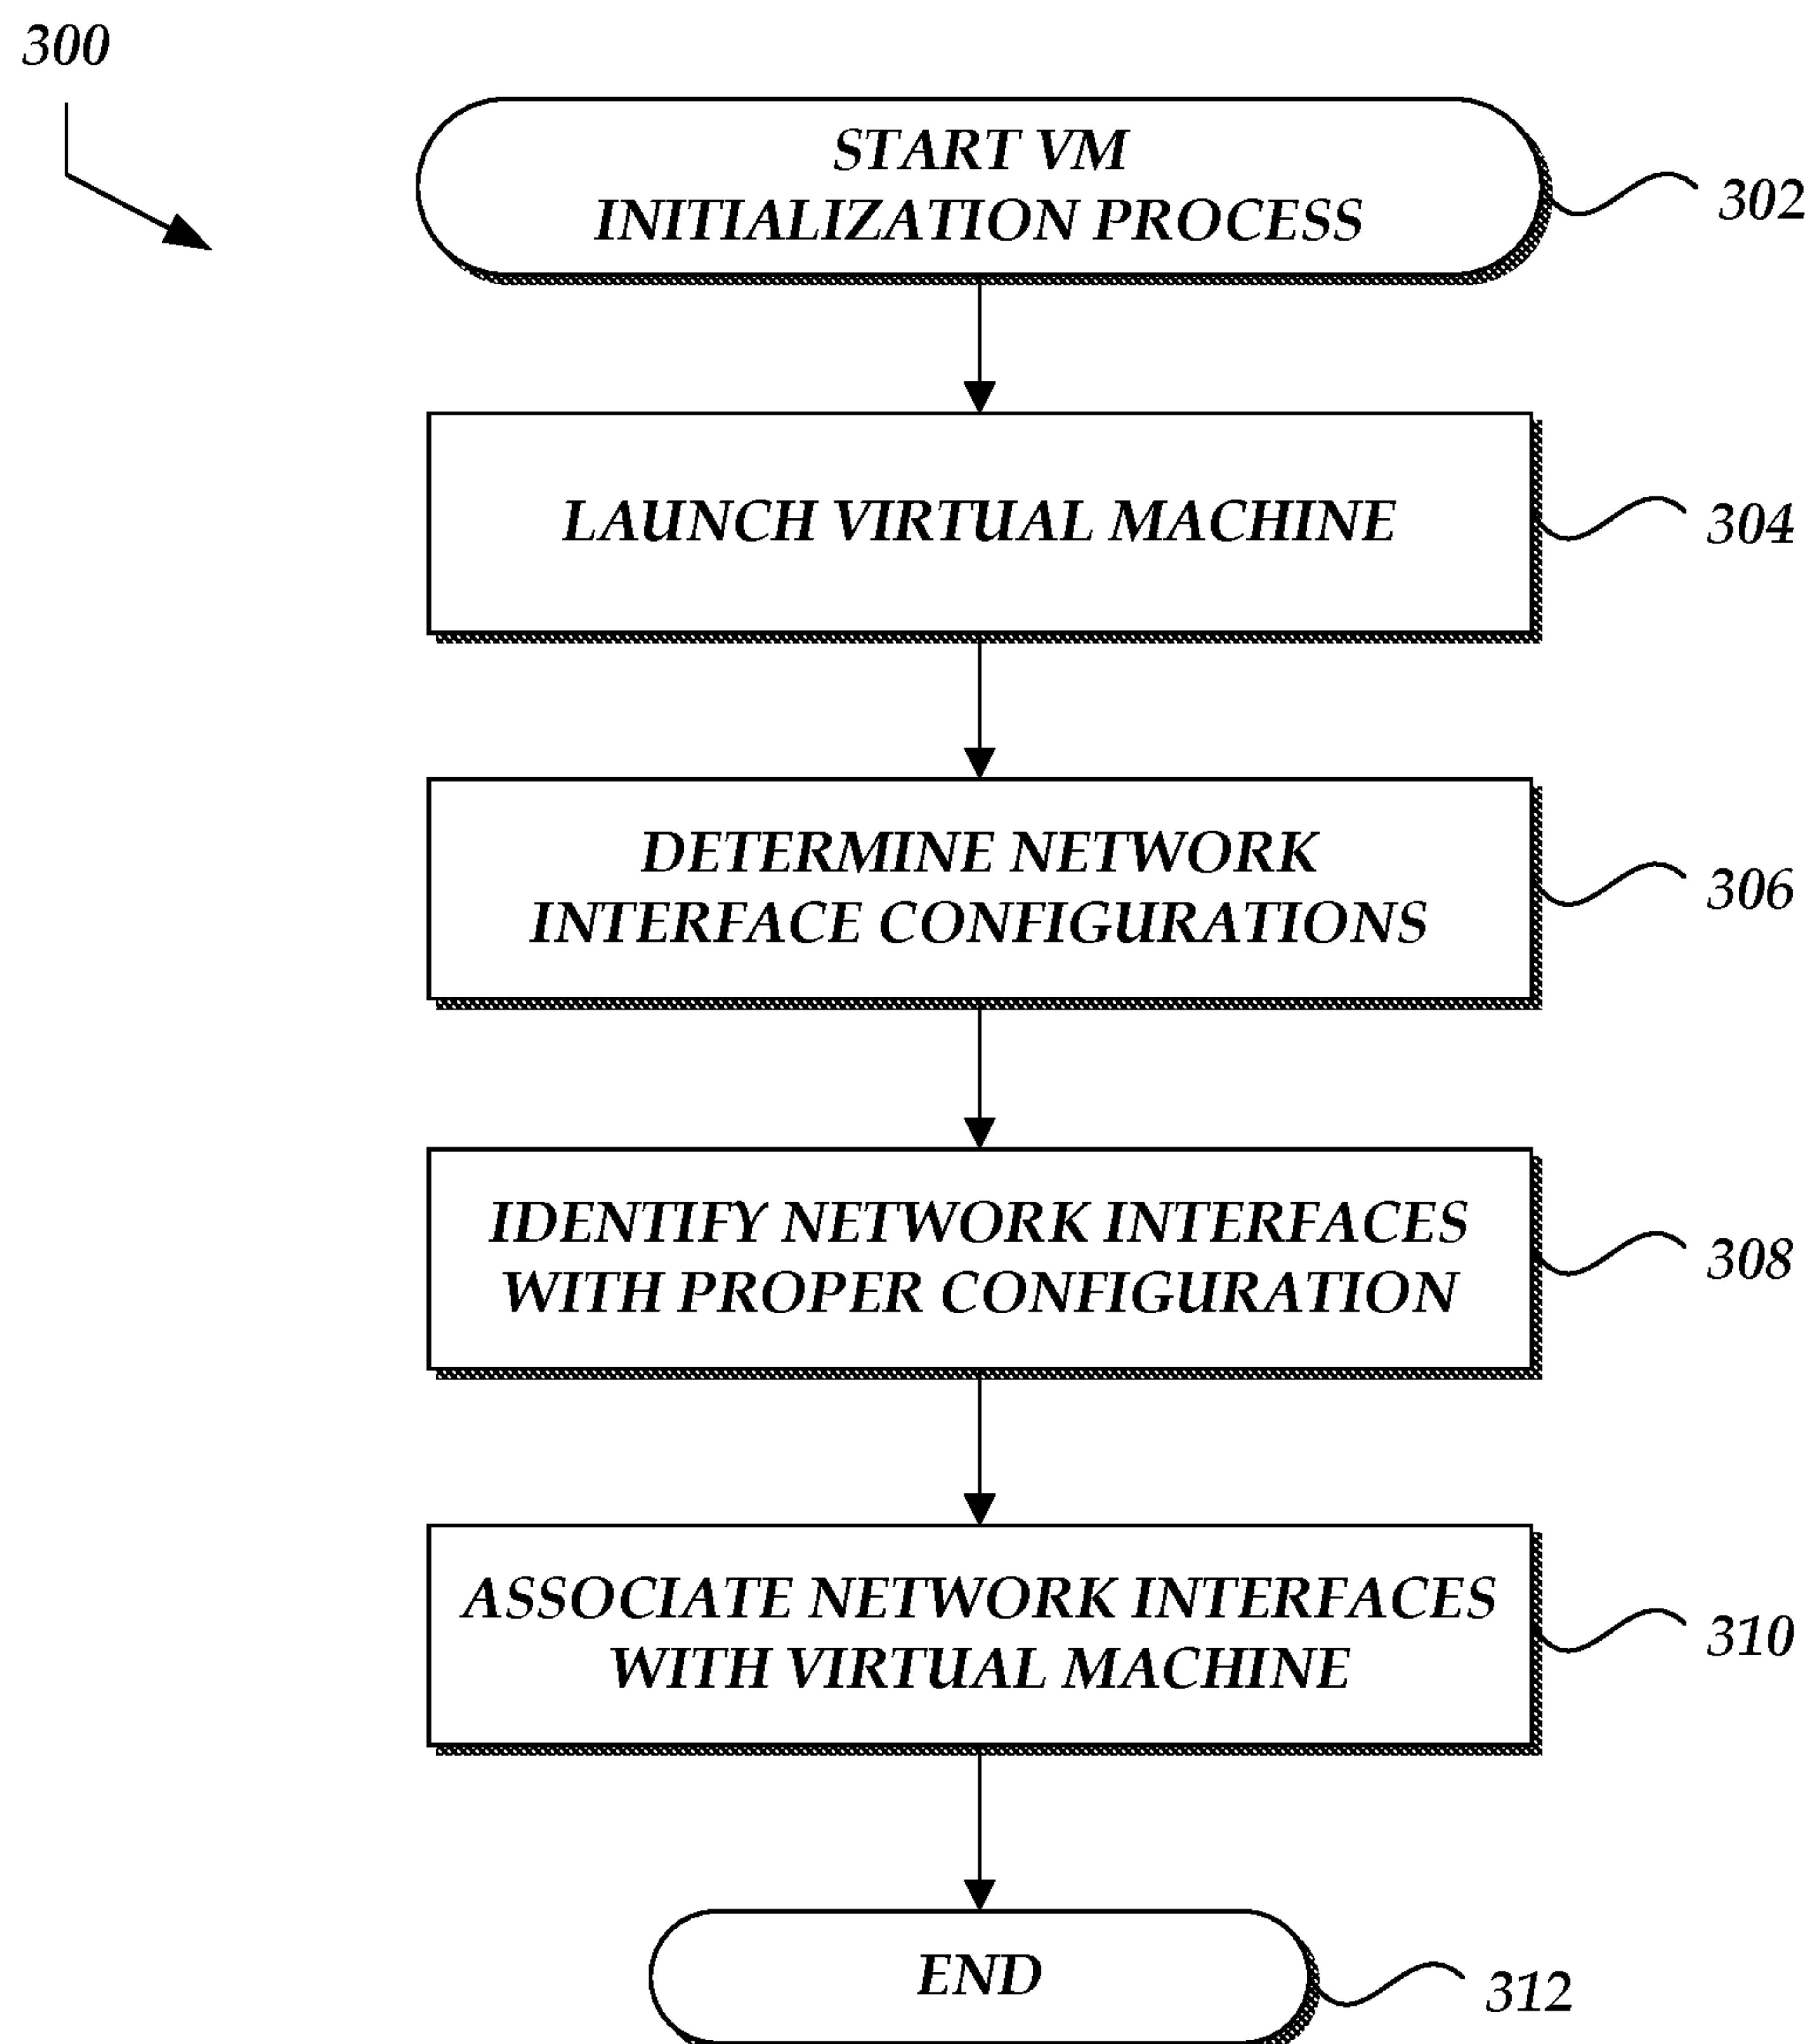 300
START VM
INITIALIZATION PROCESS
302
LAUNCH VIRTUAL MACHINE
304
DETERMINE NETWORK
INTERFACE CONFIGURATIONS
306
IDENTIFY NETWORK INTERFACES
WITH PROPER CONFIGURATION
308
ASSOCIATE NETWORK INTERFACES
WITH VIRTUAL MACHINE
310
END
312